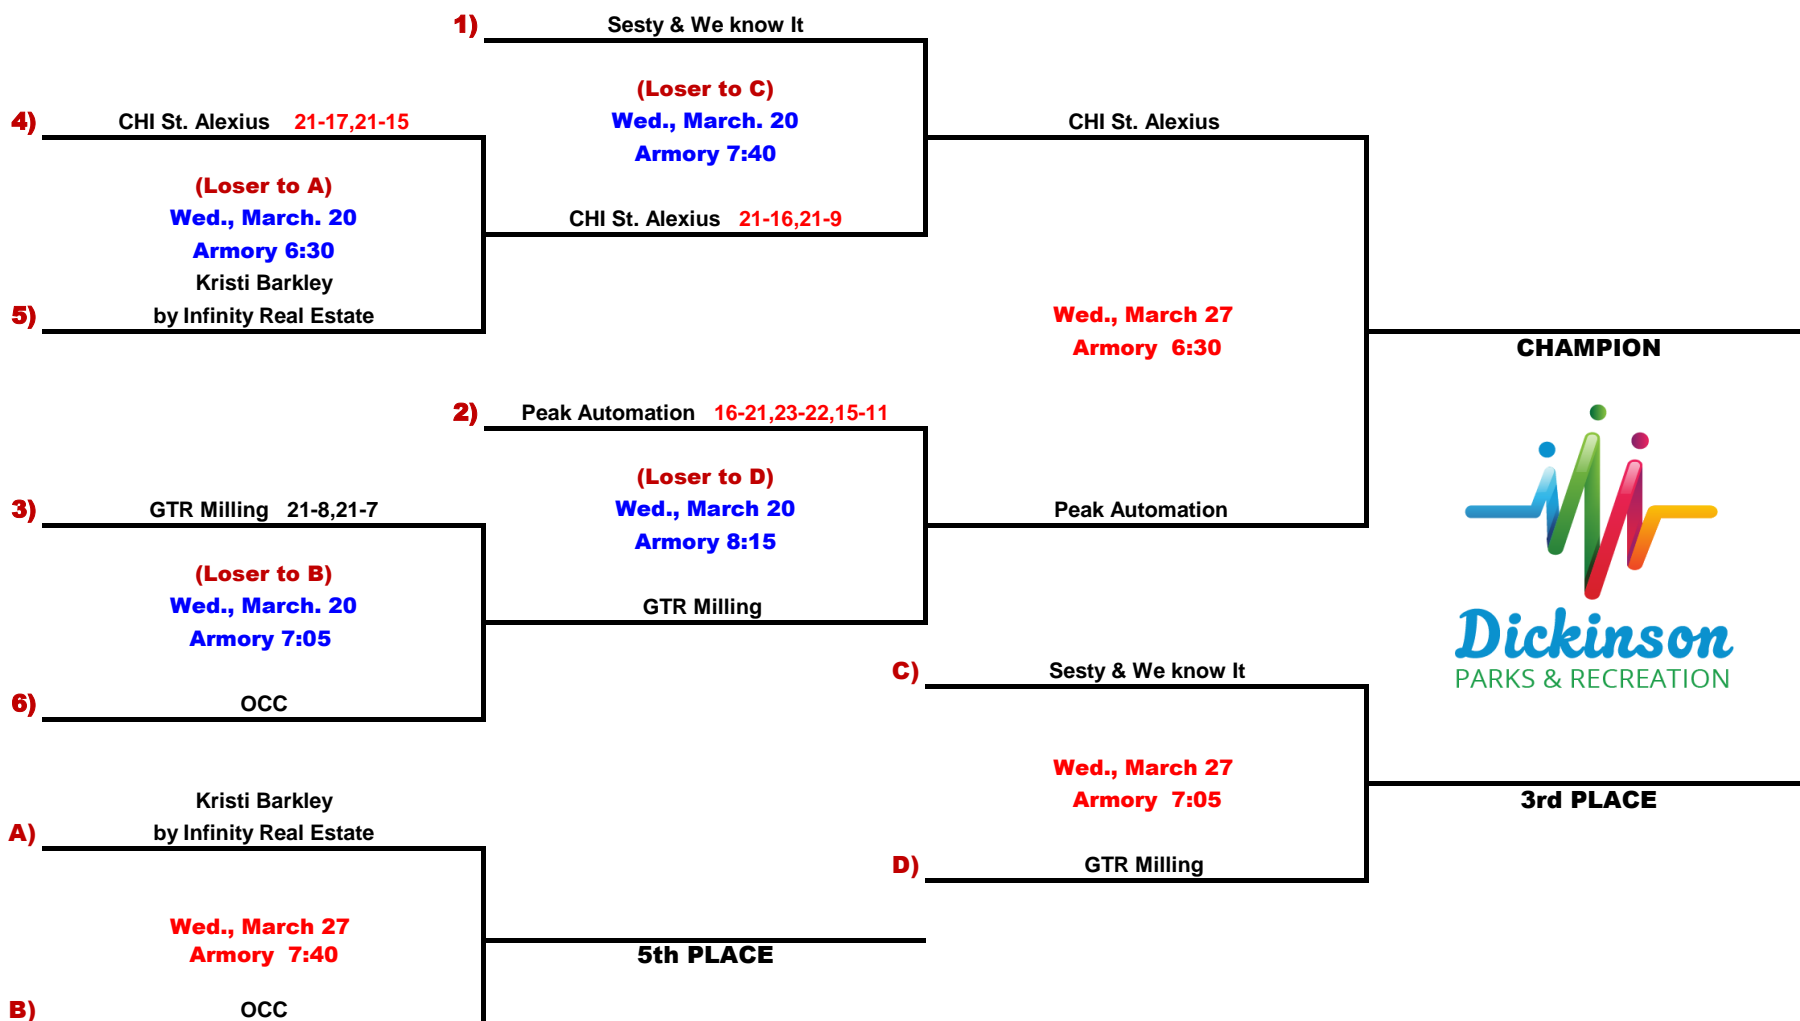 1) Sesty & We know It
(Loser to C)
Wed., March. 20
Armory 7:40
4) CHI St. Alexius 21-17,21-15
CHI St. Alexius
(Loser to A)
Wed., March. 20
Armory 6:30
CHI St. Alexius 21-16,21-9
Kristi Barkley
5) by Infinity Real Estate
Wed., March 27
Armory 6:30
CHAMPION
2) Peak Automation 16-21,23-22,15-11
(Loser to D)
Wed., March 20
Armory 8:15
3) GTR Milling 21-8,21-7
Peak Automation
(Loser to B)
Wed., March. 20
Armory 7:05
GTR Milling
6) OCC
Dickinson
PARKS & RECREATION
C) Sesty & We know It
Wed., March 27
Armory 7:05
3rd PLACE
D) GTR Milling
Kristi Barkley
A) by Infinity Real Estate
Wed., March 27
Armory 7:40
5th PLACE
B) OCC